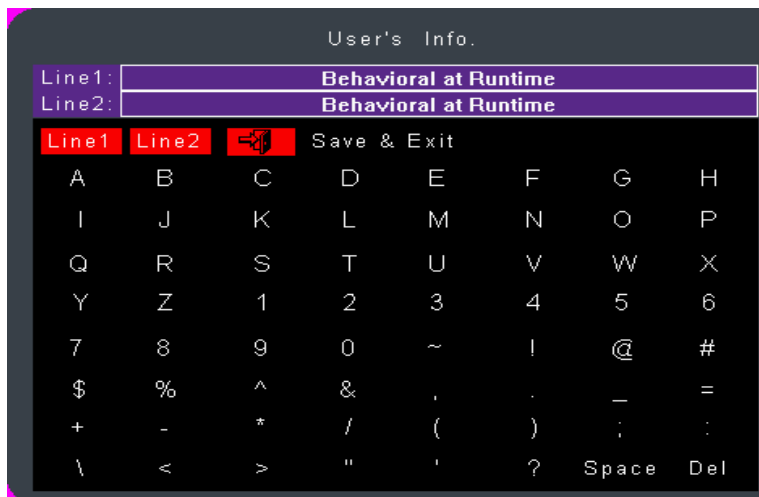 User's Info.
Line1: Behavioral at Runtime
Line2: Behavioral at Runtime
Line1 Line2 Save & Exit
A B C D E F G H
I J K L M N O P
Q R S T U V W X
Y Z 1 2 3 4 5 6
7 8 9 0 ~ ! @ #
$ % ^ & , . _ =
+ - * / ( ) ; :
\ < > " ' ? Space Del